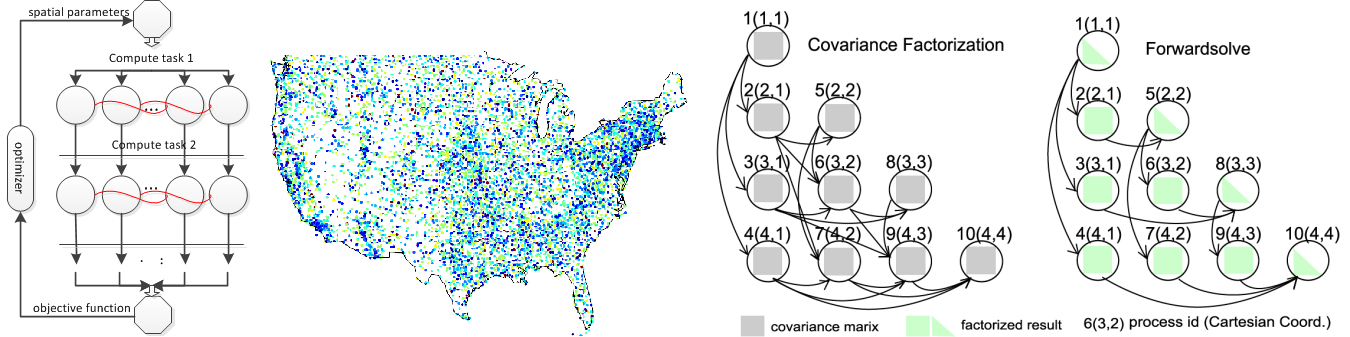 spatial parameters
Compute task 1
...
Compute task 2
...
optimizer
. :
objective function
Covariance Factorization
1(1,1)
2(2,1) 5(2,2)
3(3,1) 6(3,2) 8(3,3)
4(4,1) 7(4,2) 9(4,3) 10(4,4)
Forwardsolve
1(1,1)
2(2,1) 5(2,2)
3(3,1) 6(3,2) 8(3,3)
4(4,1) 7(4,2) 9(4,3) 10(4,4)
covariance marix factorized result 6(3,2) process id (Cartesian Coord.)